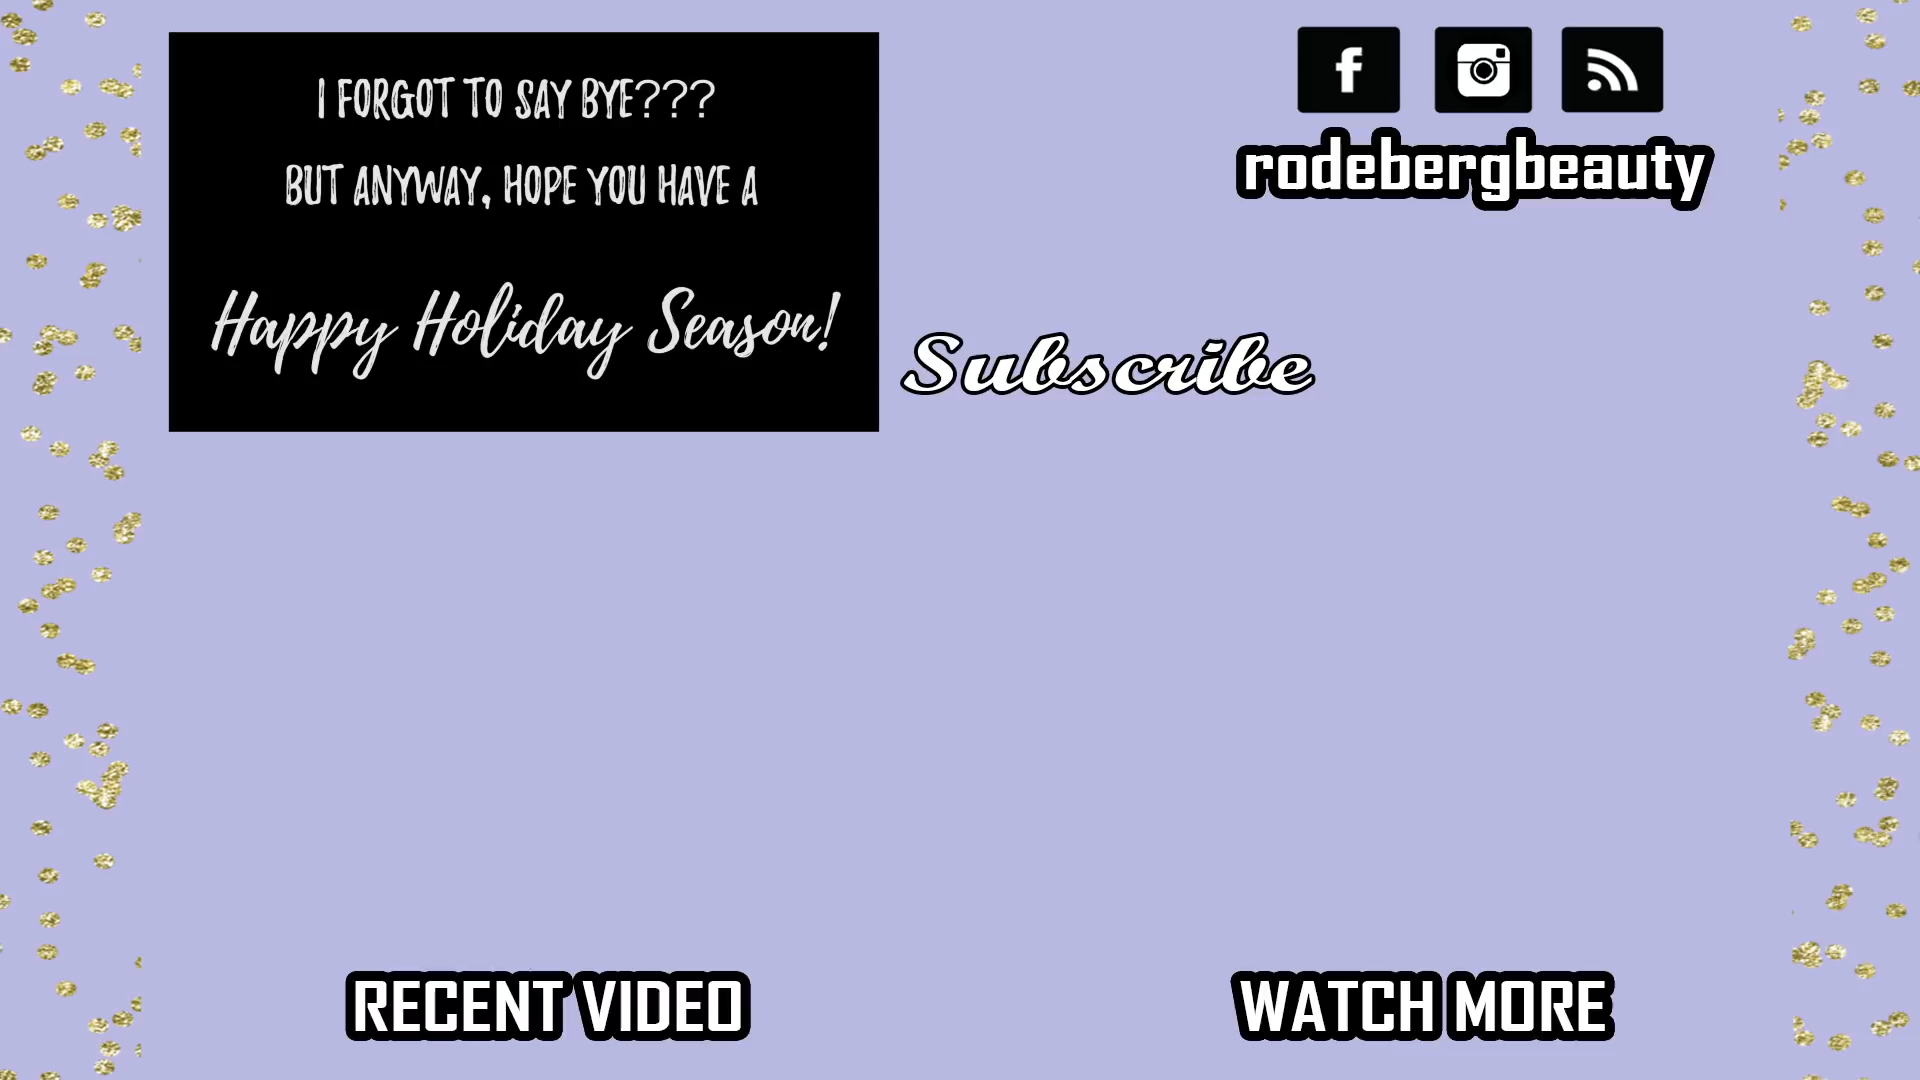 I FORGOT TO SAY BYE???
BUT ANYWAY, HOPE YOU HAVE A
Happy Holiday Season!
f
rodebergbeauty
Subscribe
RECENT VIDEO
WATCH MORE